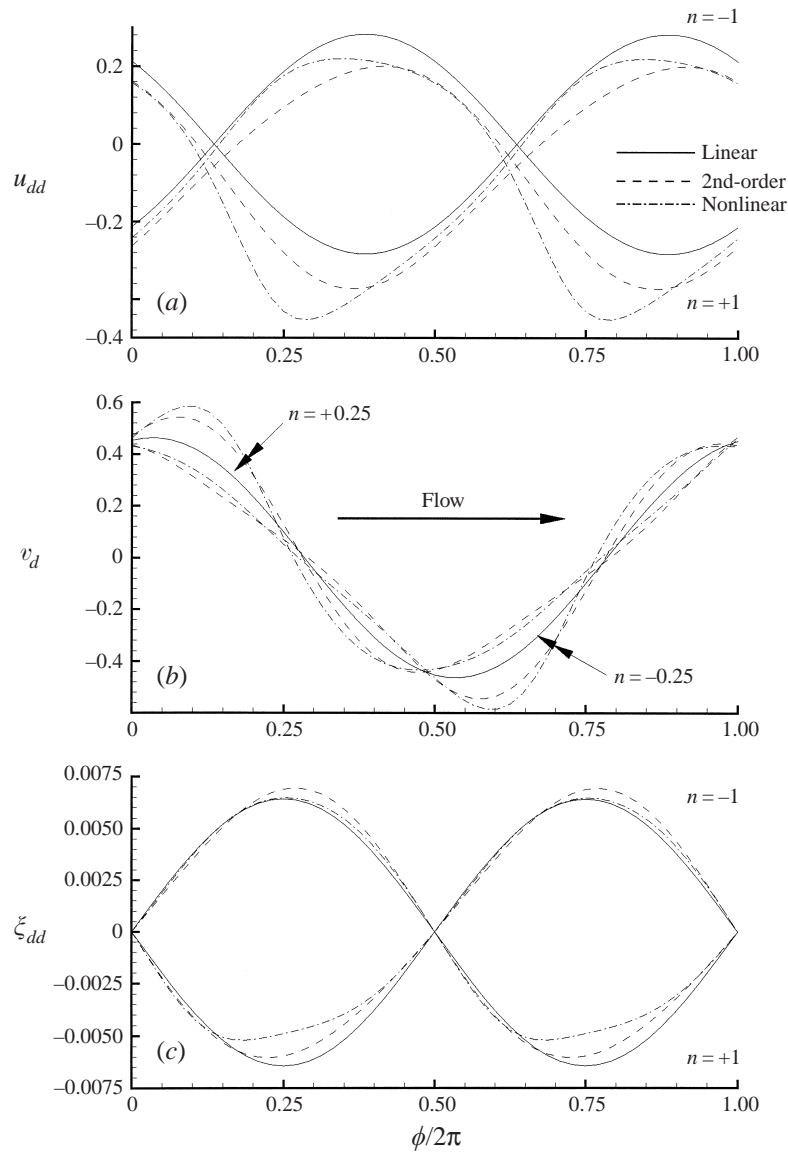 n = –1
0.2
0
u_dd
–0.2
–0.4
Linear
2nd-order
Nonlinear
(a)
n = +1
0
0.25
0.50
0.75
1.00
0.6
0.4
0.2
0
v_d
–0.2
–0.4
n = +0.25
Flow
(b)
n = –0.25
0
0.25
0.50
0.75
1.00
0.0075
0.0050
0.0025
0
ξ_dd
–0.0025
–0.0050
–0.0075
n = –1
(c)
n = +1
0
0.25
0.50
0.75
1.00
ϕ/2π